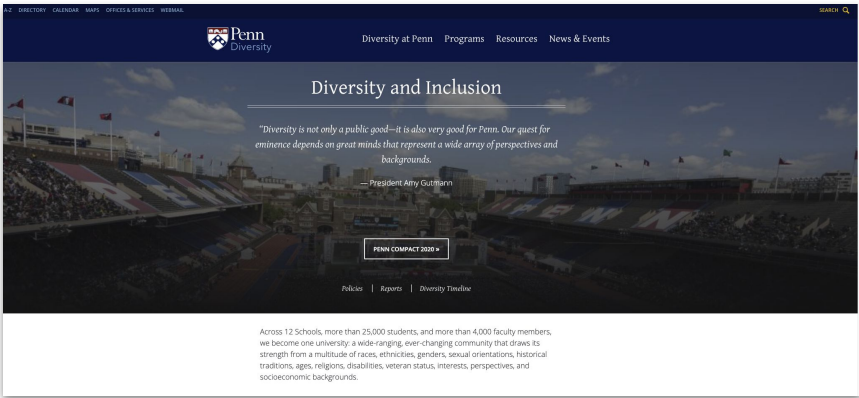 A-Z DIRECTORY CALENDAR MAPS OFFICES & SERVICES WEBMAIL SEARCH
Penn
Diversity
Diversity at Penn Programs Resources News & Events
Diversity and Inclusion
"Diversity is not only a public good—it is also very good for Penn. Our quest for
eminence depends on great minds that represent a wide array of perspectives and
backgrounds.
— President Amy Gutmann
PENN
PENN COMPACT 2020 »
Policies | Reports | Diversity Timeline
Across 12 Schools, more than 25,000 students, and more than 4,000 faculty members,
we become one university: a wide-ranging, ever-changing community that draws its
strength from a multitude of races, ethnicities, genders, sexual orientations, historical
traditions, ages, religions, disabilities, veteran status, interests, perspectives, and
socioeconomic backgrounds.